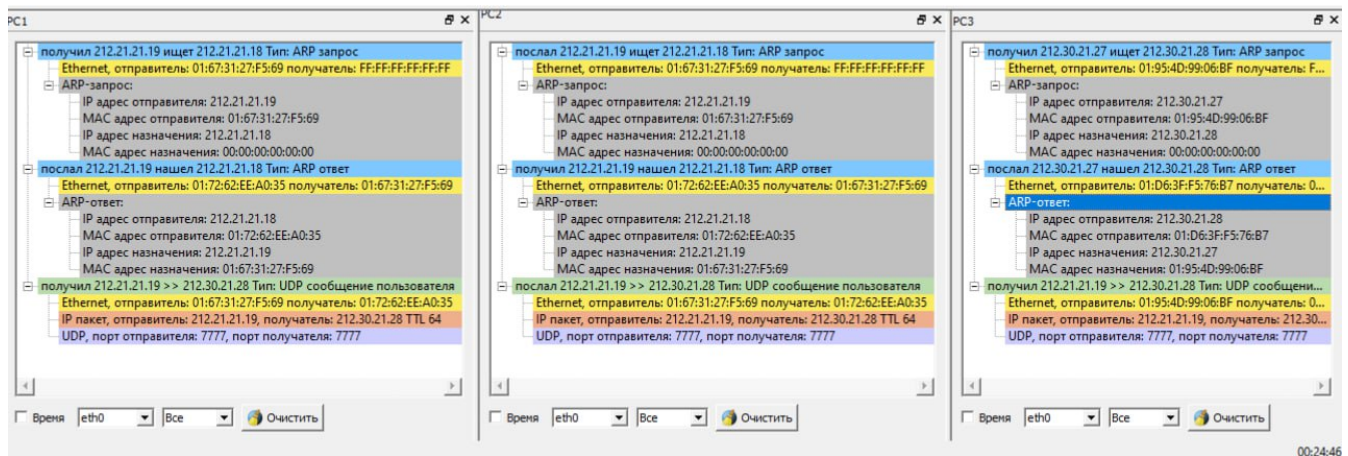 PC1
получил 212.21.21.19 ищет 212.21.21.18 Тип: ARP запрос
Ethernet, отправитель: 01:67:31:27:F5:69 получатель: FF:FF:FF:FF:FF:FF
ARP-запрос:
IP адрес отправителя: 212.21.21.19
MAC адрес отправителя: 01:67:31:27:F5:69
IP адрес назначения: 212.21.21.18
MAC адрес назначения: 00:00:00:00:00:00
послал 212.21.21.19 нашел 212.21.21.18 Тип: ARP ответ
Ethernet, отправитель: 01:72:62:EE:A0:35 получатель: 01:67:31:27:F5:69
ARP-ответ:
IP адрес отправителя: 212.21.21.18
MAC адрес отправителя: 01:72:62:EE:A0:35
IP адрес назначения: 212.21.21.19
MAC адрес назначения: 01:67:31:27:F5:69
получил 212.21.21.19 >> 212.30.21.28 Тип: UDP сообщение пользователя
Ethernet, отправитель: 01:67:31:27:F5:69 получатель: 01:72:62:EE:A0:35
IP пакет, отправитель: 212.21.21.19, получатель: 212.30.21.28 TTL 64
UDP, порт отправителя: 7777, порт получателя: 7777
Время eth0 Все Очистить
PC2
послал 212.21.21.19 ищет 212.21.21.18 Тип: ARP запрос
Ethernet, отправитель: 01:67:31:27:F5:69 получатель: FF:FF:FF:FF:FF:FF
ARP-запрос:
IP адрес отправителя: 212.21.21.19
MAC адрес отправителя: 01:67:31:27:F5:69
IP адрес назначения: 212.21.21.18
MAC адрес назначения: 00:00:00:00:00:00
получил 212.21.21.19 нашел 212.21.21.18 Тип: ARP ответ
Ethernet, отправитель: 01:72:62:EE:A0:35 получатель: 01:67:31:27:F5:69
ARP-ответ:
IP адрес отправителя: 212.21.21.18
MAC адрес отправителя: 01:72:62:EE:A0:35
IP адрес назначения: 212.21.21.19
MAC адрес назначения: 01:67:31:27:F5:69
послал 212.21.21.19 >> 212.30.21.28 Тип: UDP сообщение пользователя
Ethernet, отправитель: 01:67:31:27:F5:69 получатель: 01:72:62:EE:A0:35
IP пакет, отправитель: 212.21.21.19, получатель: 212.30.21.28 TTL 64
UDP, порт отправителя: 7777, порт получателя: 7777
Время eth0 Все Очистить
PC3
получил 212.30.21.27 ищет 212.30.21.28 Тип: ARP запрос
Ethernet, отправитель: 01:95:4D:99:06:BF получатель: F...
ARP-запрос:
IP адрес отправителя: 212.30.21.27
MAC адрес отправителя: 01:95:4D:99:06:BF
IP адрес назначения: 212.30.21.28
MAC адрес назначения: 00:00:00:00:00:00
послал 212.30.21.27 нашел 212.30.21.28 Тип: ARP ответ
Ethernet, отправитель: 01:D6:3F:F5:76:B7 получатель: 0...
ARP-ответ:
IP адрес отправителя: 212.30.21.28
MAC адрес отправителя: 01:D6:3F:F5:76:B7
IP адрес назначения: 212.30.21.27
MAC адрес назначения: 01:95:4D:99:06:BF
получил 212.21.21.19 >> 212.30.21.28 Тип: UDP сообщени...
Ethernet, отправитель: 01:95:4D:99:06:BF получатель: 0...
IP пакет, отправитель: 212.21.21.19, получатель: 212.30...
UDP, порт отправителя: 7777, порт получателя: 7777
Время eth0 Все Очистить
00:24:46